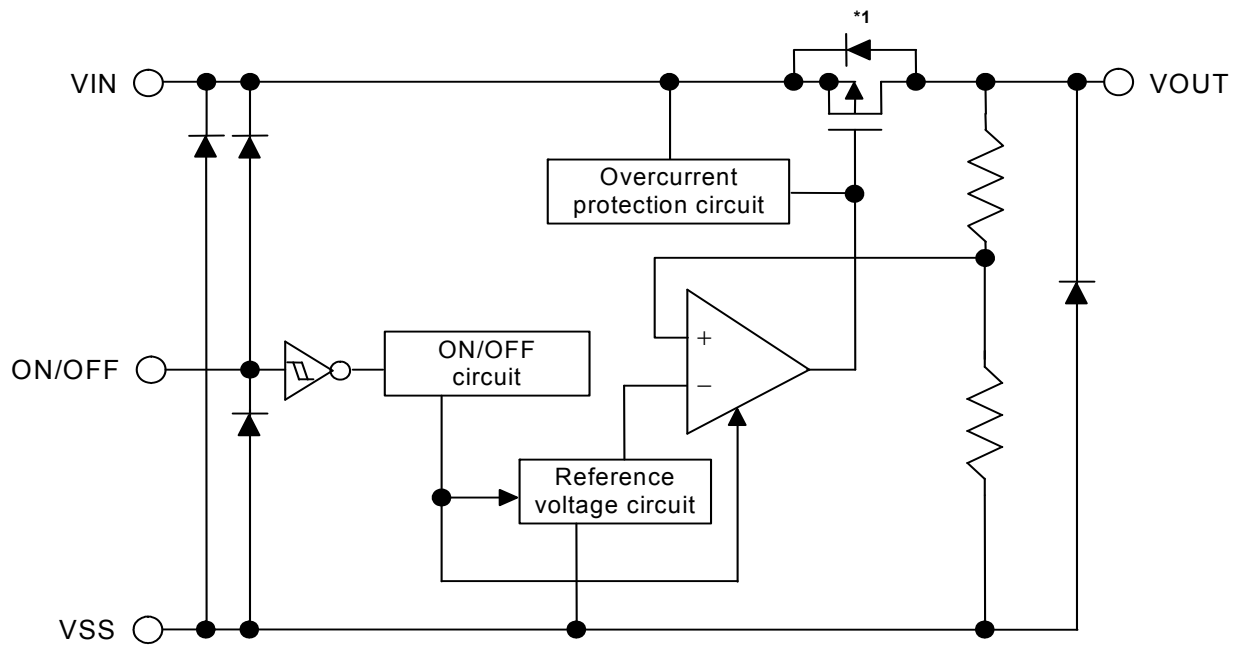 *1
VIN
VOUT
Overcurrent
protection circuit
ON/OFF
ON/OFF
circuit
+
−
Reference
voltage circuit
VSS